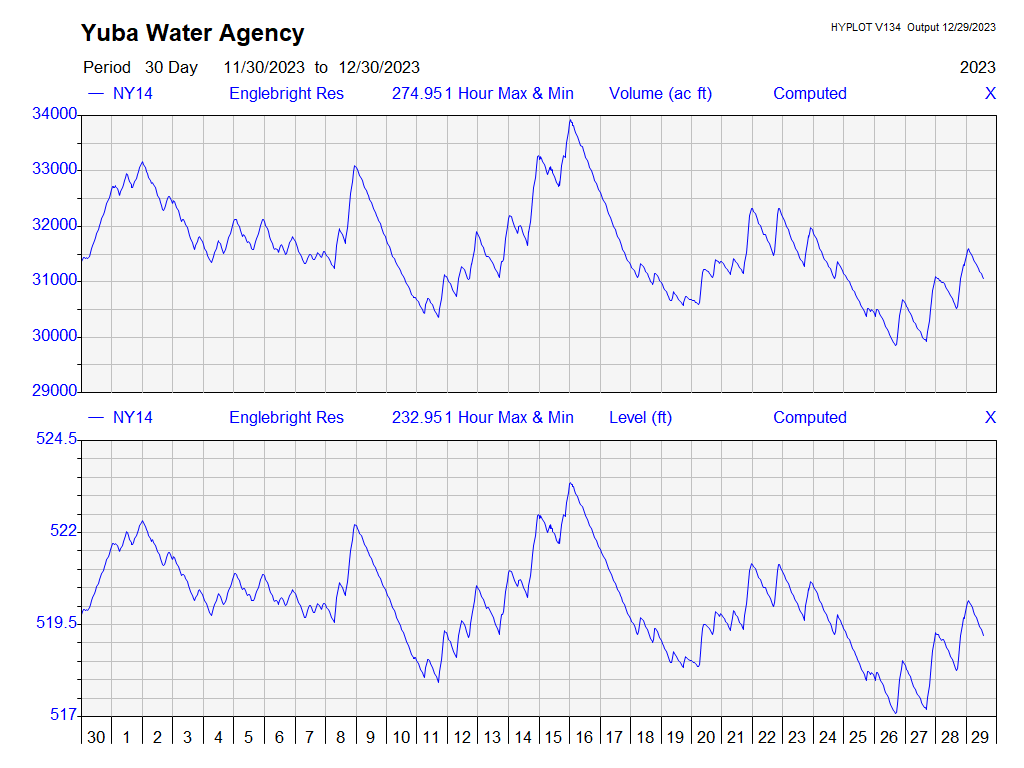 Yuba Water Agency
HYPLOT V134 Output 12/29/2023
Period 30 Day 11/30/2023 to 12/30/2023 2023
NY14 Englebright Res 274.951 Hour Max & Min Volume (ac ft) Computed X
34000
33000
32000
31000
30000
29000
NY14 Englebright Res 232.951 Hour Max & Min Level (ft) Computed X
524.5
522
519.5
517
30 1 2 3 4 5 6 7 8 9 10 11 12 13 14 15 16 17 18 19 20 21 22 23 24 25 26 27 28 29